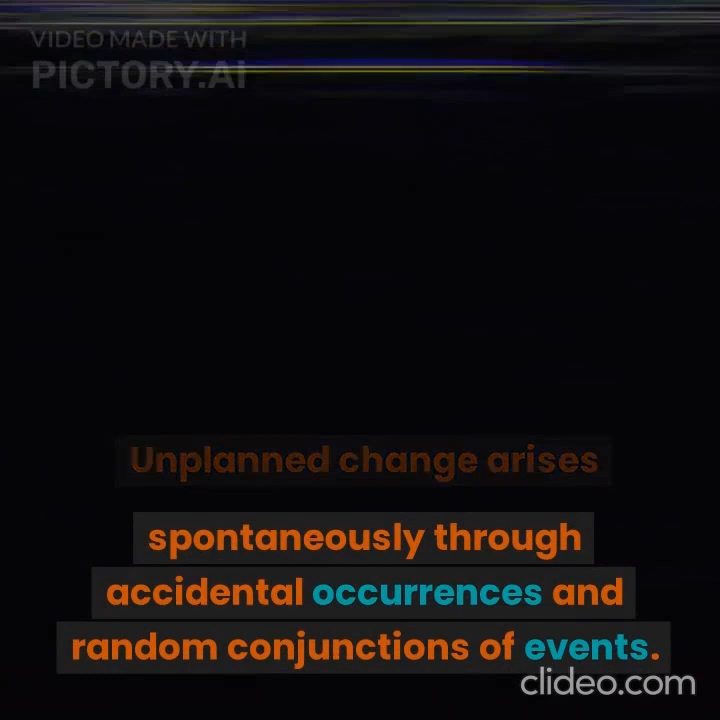 VIDEO MADE WITH
PICTORY.AI
Unplanned change arises
spontaneously through
accidental occurrences and
random conjunctions of events.
clideo.com